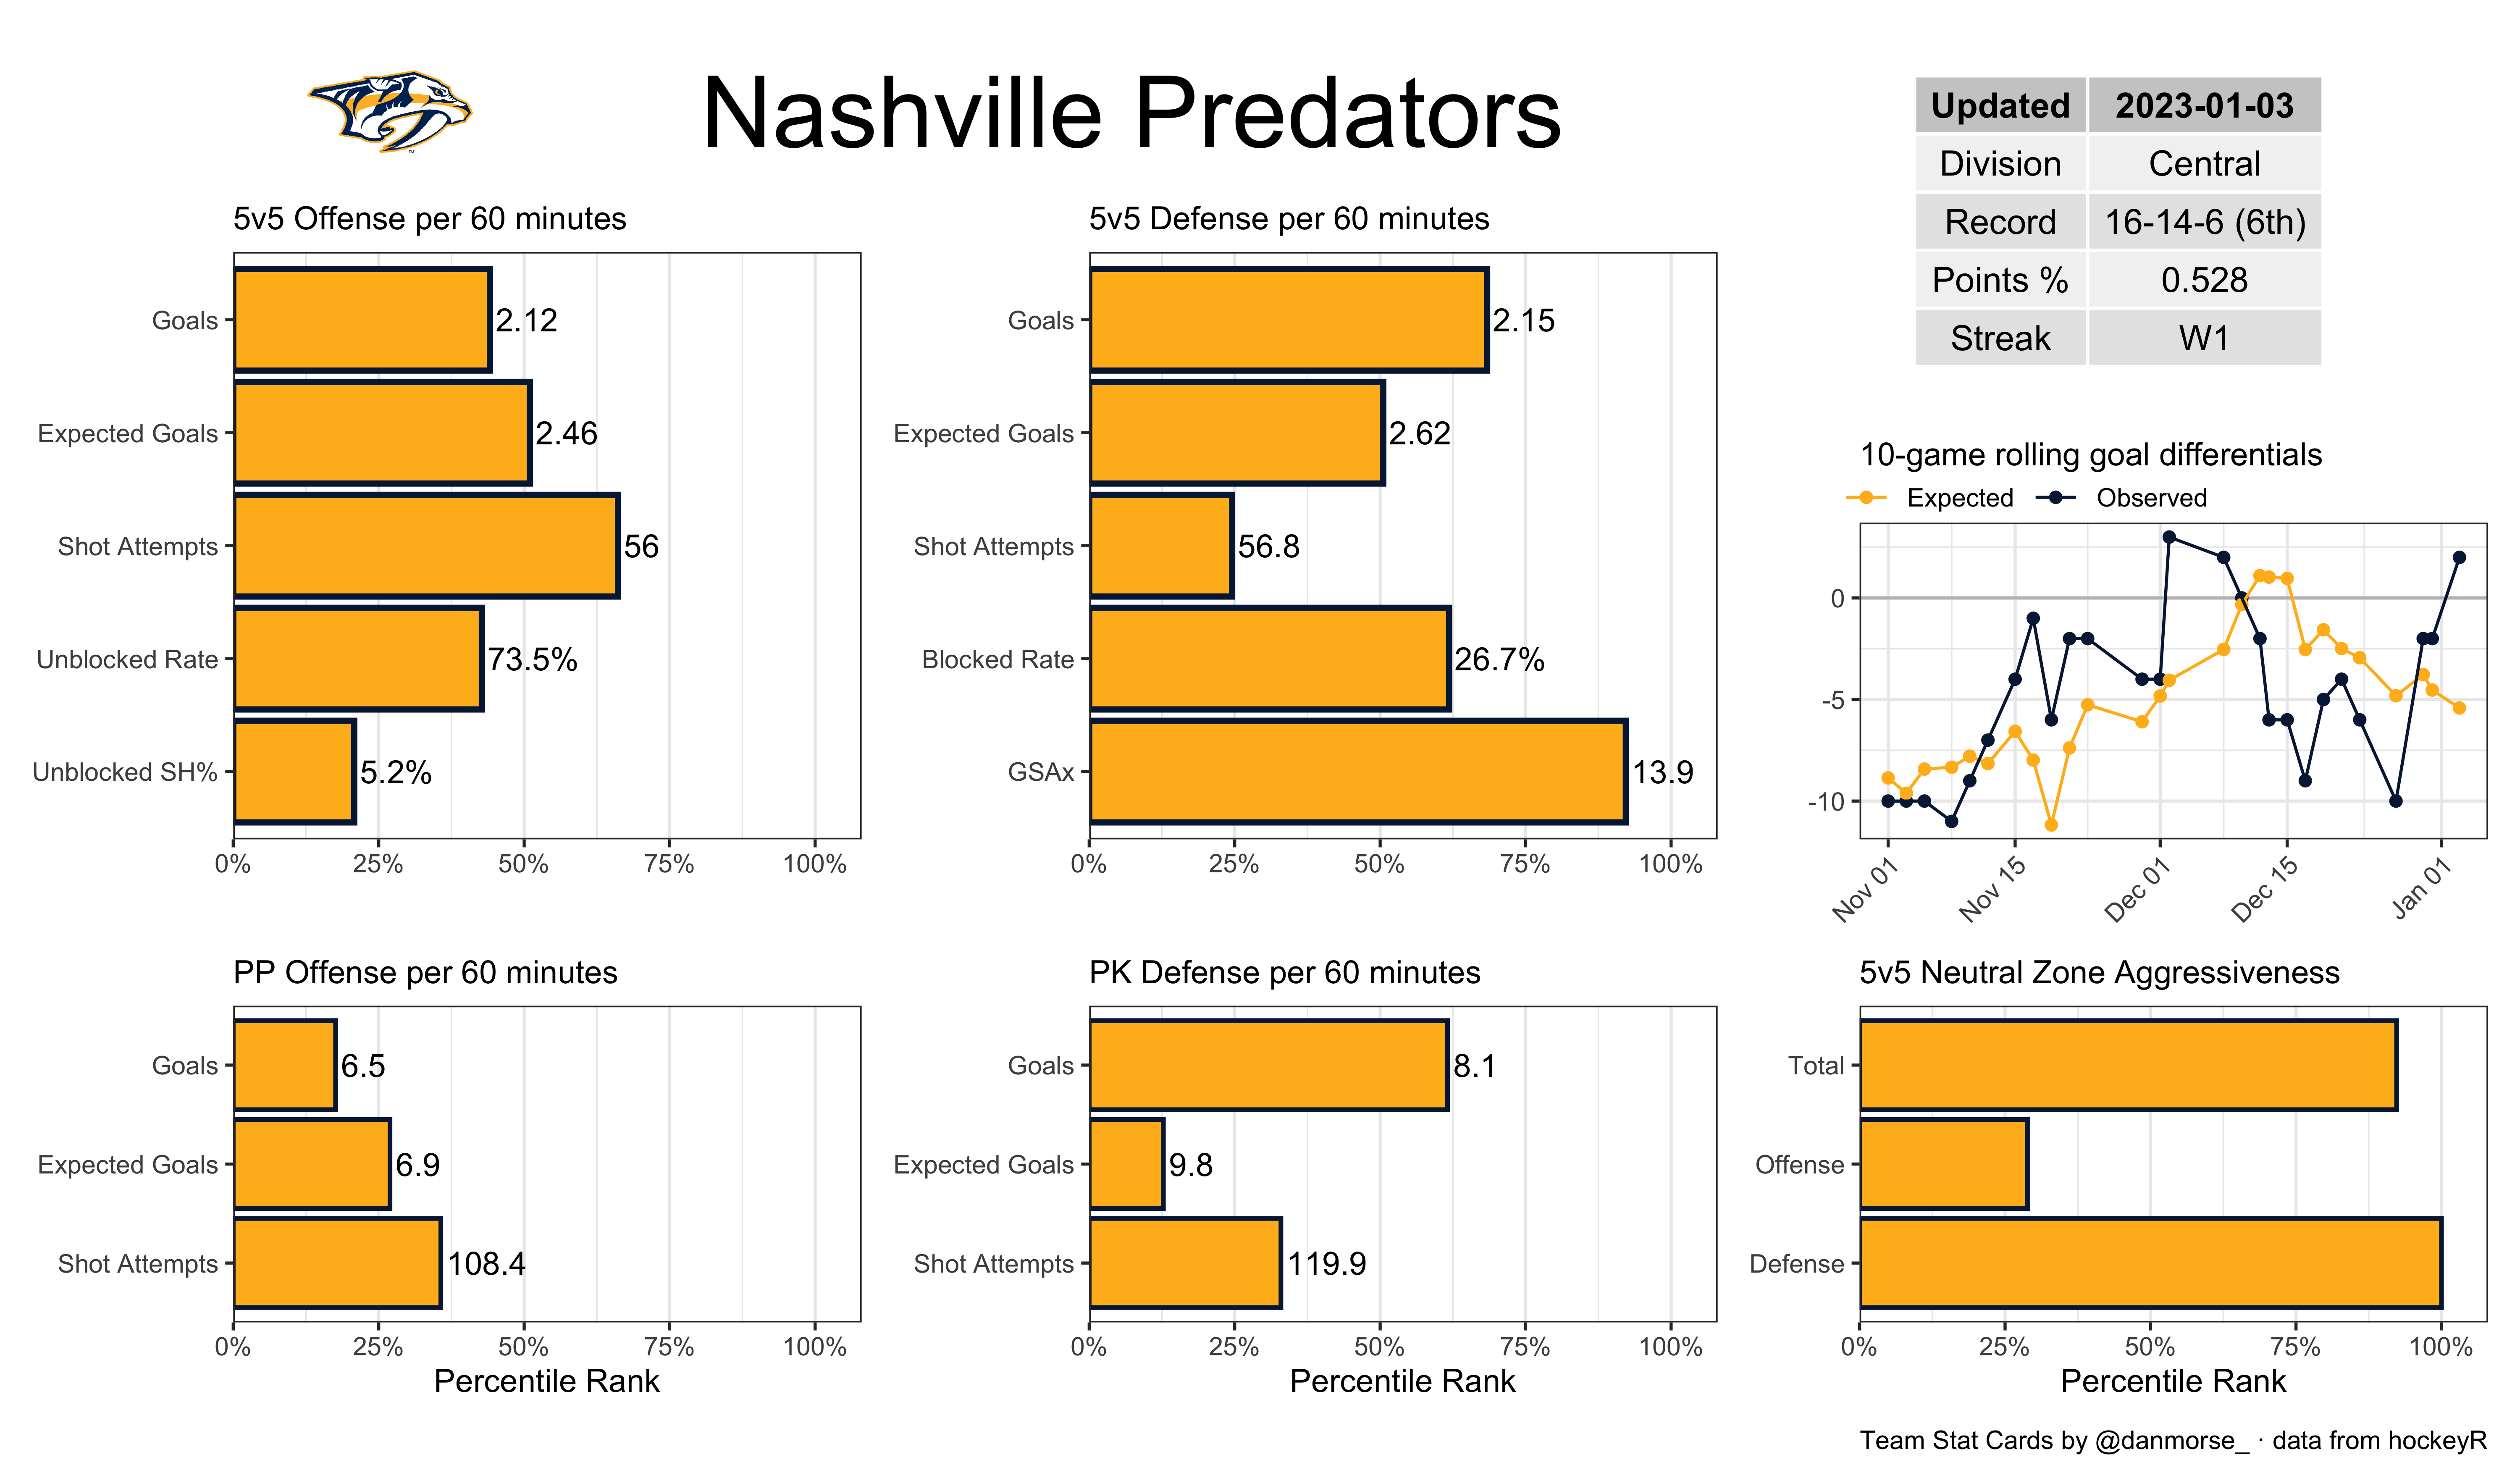 Nashville Predators
Updated 2023-01-03
Division Central
Record 16-14-6 (6th)
Points % 0.528
Streak W1
5v5 Offense per 60 minutes
Goals 2.12
Expected Goals 2.46
Shot Attempts 56
Unblocked Rate 73.5%
Unblocked SH% 5.2%
0% 25% 50% 75% 100%
5v5 Defense per 60 minutes
Goals 2.15
Expected Goals 2.62
Shot Attempts 56.8
Blocked Rate 26.7%
GSAx 13.9
0% 25% 50% 75% 100%
10-game rolling goal differentials
Expected Observed
0
-5
-10
Nov 01 Nov 15 Dec 01 Dec 15 Jan 01
PP Offense per 60 minutes
Goals 6.5
Expected Goals 6.9
Shot Attempts 108.4
0% 25% 50% 75% 100%
Percentile Rank
PK Defense per 60 minutes
Goals 8.1
Expected Goals 9.8
Shot Attempts 119.9
0% 25% 50% 75% 100%
Percentile Rank
5v5 Neutral Zone Aggressiveness
Total
Offense
Defense
0% 25% 50% 75% 100%
Percentile Rank
Team Stat Cards by @danmorse_ · data from hockeyR